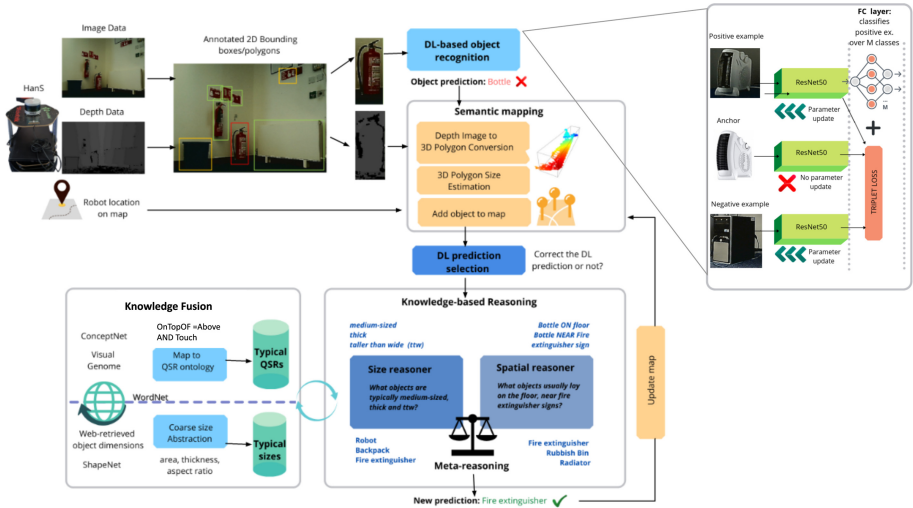 Image Data
HanS
Depth Data
Robot location
on map
Annotated 2D Bounding
boxes/polygons
DL-based object
recognition
Object prediction: Bottle
Semantic mapping
Depth Image to
3D Polygon Conversion
3D Polygon Size
Estimation
Add object to map
DL prediction
selection
Correct the DL
prediction or not?
Positive example
ResNet50
Parameter
update
Anchor
ResNet50
No parameter
update
Negative example
ResNet50
Parameter
update
FC layer:
classifies
positive ex.
over M classes
...
M
+
TRIPLET LOSS
Knowledge Fusion
ConceptNet
Visual
Genome
OnTopOF =Above
AND Touch
Map to
QSR ontology
Typical
QSRs
WordNet
Web-retrieved
object dimensions
ShapeNet
Coarse size
Abstraction
area, thickness,
aspect ratio
Typical
sizes
Knowledge-based Reasoning
medium-sized
thick
taller than wide (ttw)
Bottle ON floor
Bottle NEAR Fire
extinguisher sign
Size reasoner
What objects are
typically medium-sized,
thick and ttw?
Spatial reasoner
What objects usually lay
on the floor, near fire
extinguisher signs?
Robot
Backpack
Fire extinguisher
Fire extinguisher
Rubbish Bin
Radiator
Meta-reasoning
New prediction: Fire extinguisher
Update map